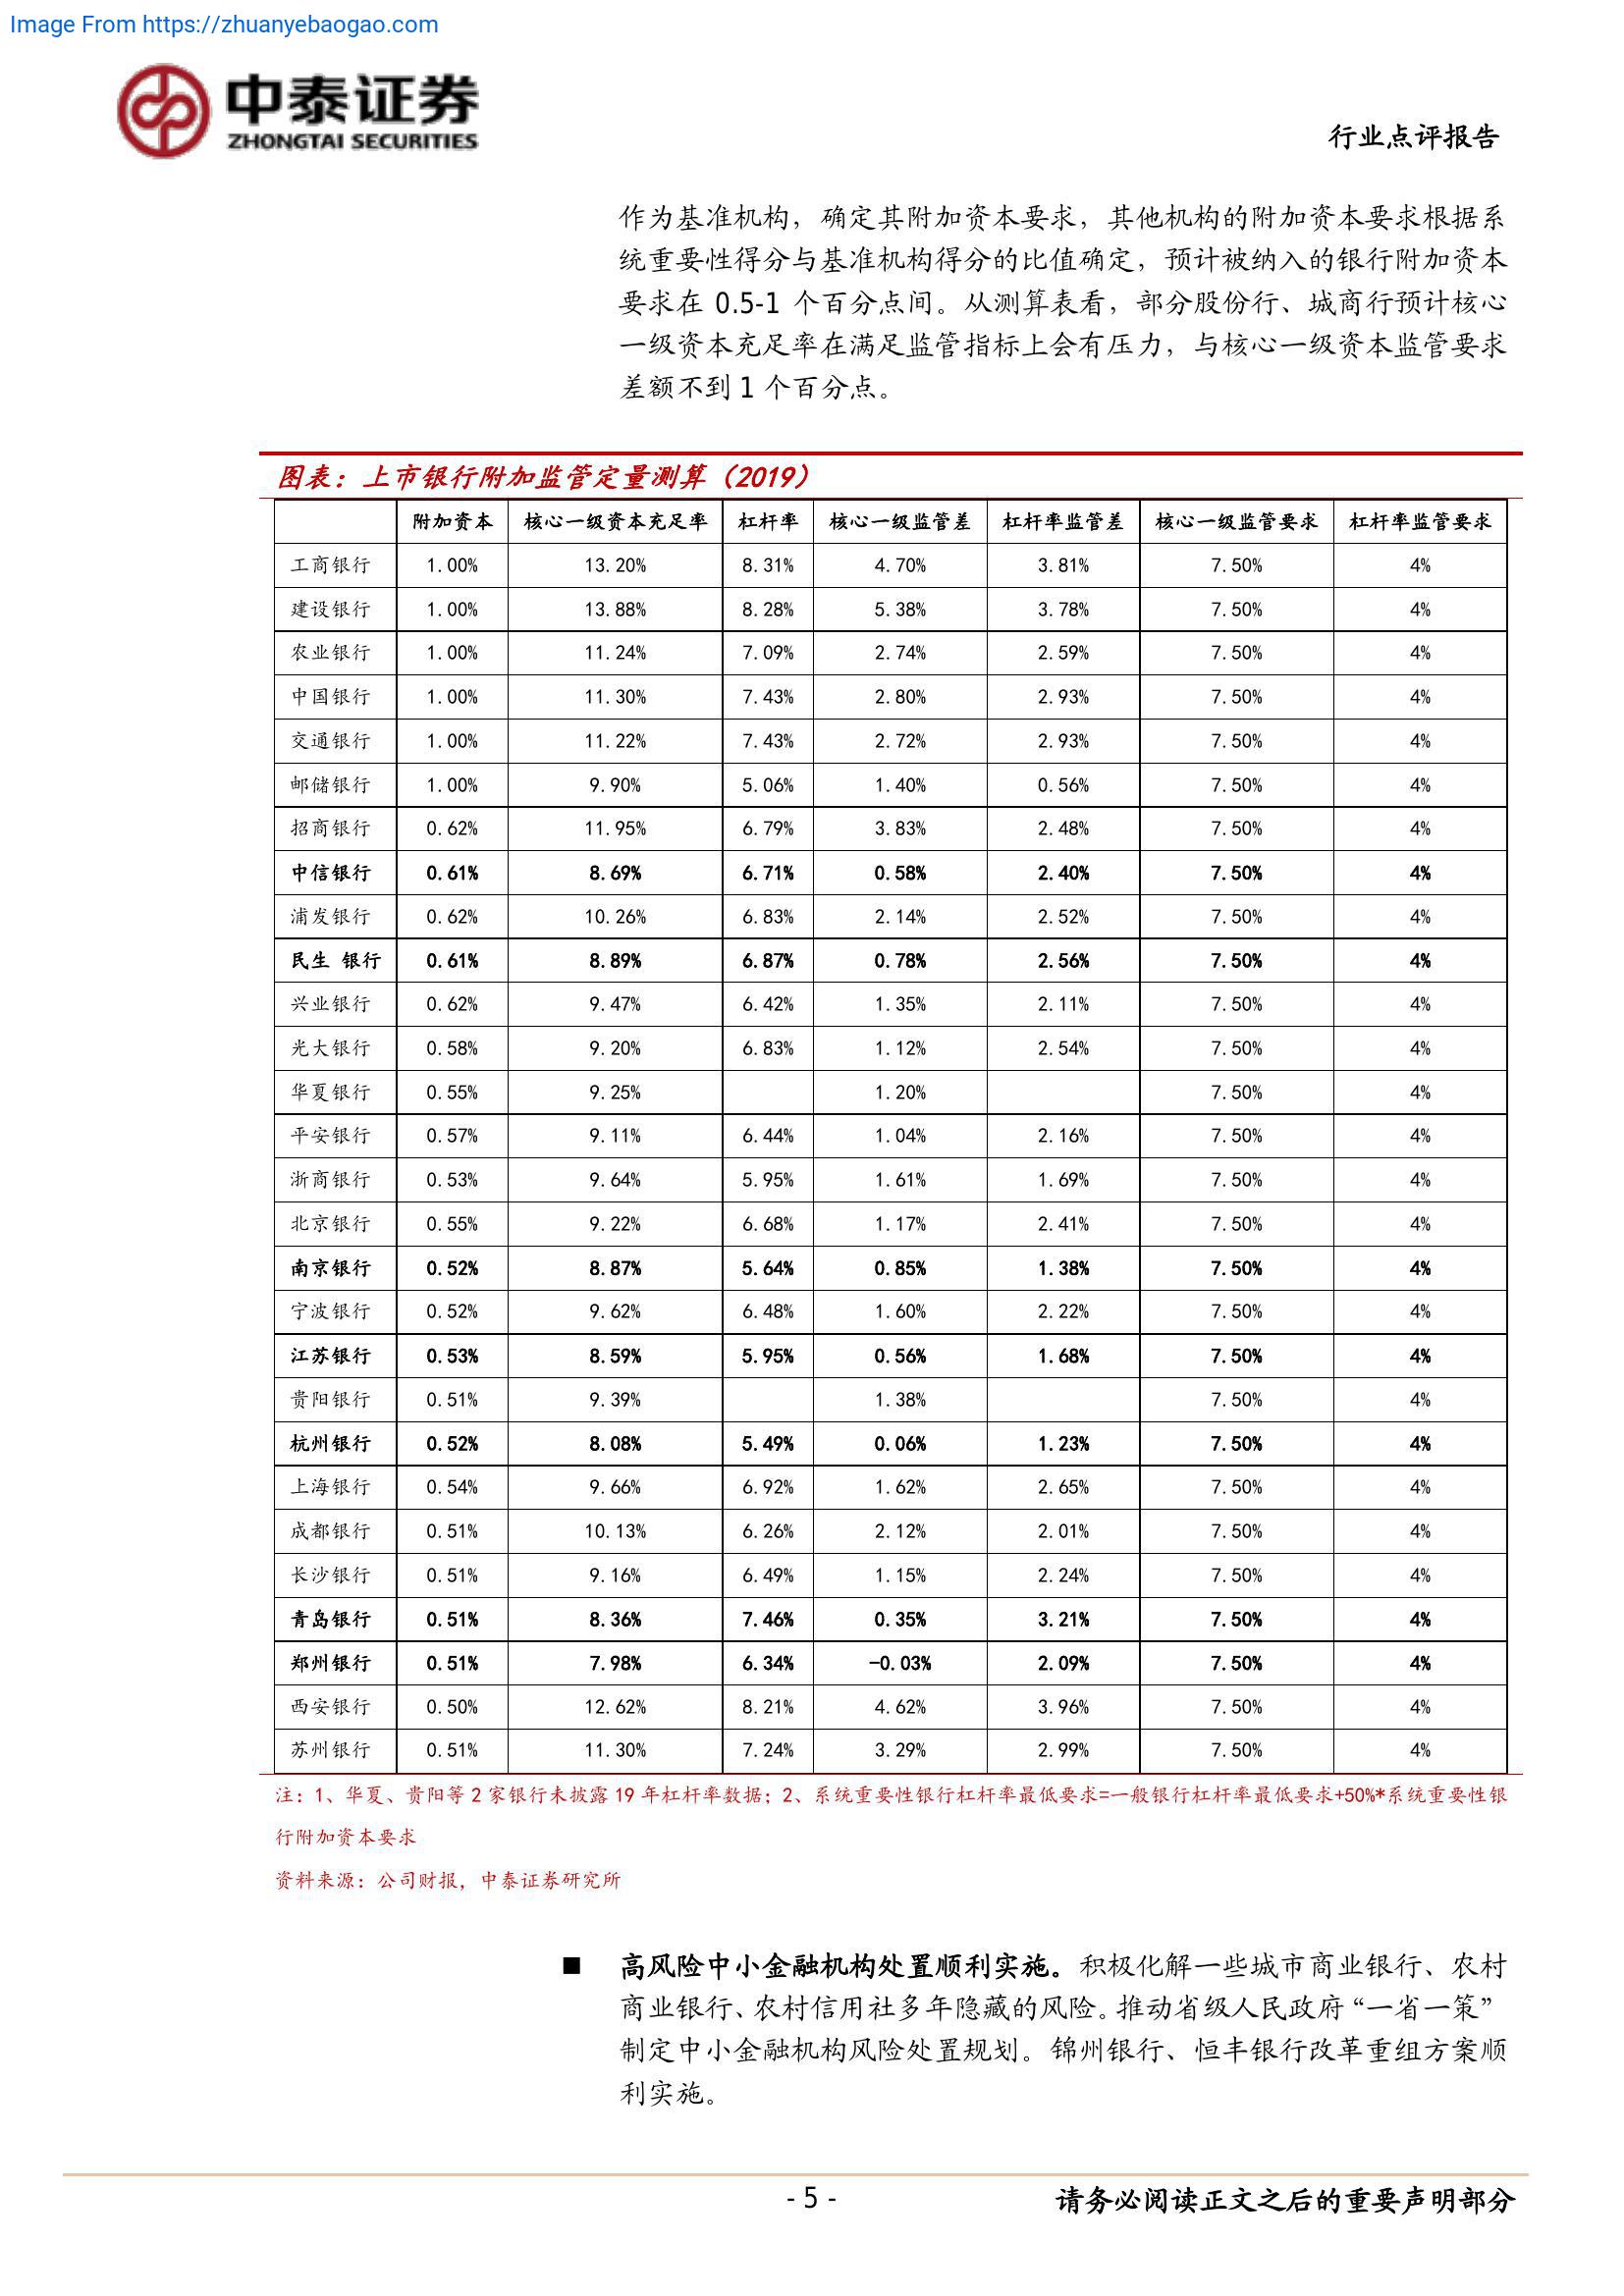 Image From https://zhuanyebaogao.com
中泰证券
ZHONGTAI SECURITIES
行业点评报告
作为基准机构，确定其附加资本要求，其他机构的附加资本要求根据系
统重要性得分与基准机构得分的比值确定，预计被纳入的银行附加资本
要求在 0.5-1 个百分点间。从测算表看，部分股份行、城商行预计核心
一级资本充足率在满足监管指标上会有压力，与核心一级资本监管要求
差额不到 1 个百分点。
图表：上市银行附加监管定量测算（2019）
附加资本 核心一级资本充足率 杠杆率 核心一级监管差 杠杆率监管差 核心一级监管要求 杠杆率监管要求
工商银行 1.00% 13.20% 8.31% 4.70% 3.81% 7.50% 4%
建设银行 1.00% 13.88% 8.28% 5.38% 3.78% 7.50% 4%
农业银行 1.00% 11.24% 7.09% 2.74% 2.59% 7.50% 4%
中国银行 1.00% 11.30% 7.43% 2.80% 2.93% 7.50% 4%
交通银行 1.00% 11.22% 7.43% 2.72% 2.93% 7.50% 4%
邮储银行 1.00% 9.90% 5.06% 1.40% 0.56% 7.50% 4%
招商银行 0.62% 11.95% 6.79% 3.83% 2.48% 7.50% 4%
中信银行 0.61% 8.69% 6.71% 0.58% 2.40% 7.50% 4%
浦发银行 0.62% 10.26% 6.83% 2.14% 2.52% 7.50% 4%
民生 银行 0.61% 8.89% 6.87% 0.78% 2.56% 7.50% 4%
兴业银行 0.62% 9.47% 6.42% 1.35% 2.11% 7.50% 4%
光大银行 0.58% 9.20% 6.83% 1.12% 2.54% 7.50% 4%
华夏银行 0.55% 9.25% 1.20% 7.50% 4%
平安银行 0.57% 9.11% 6.44% 1.04% 2.16% 7.50% 4%
浙商银行 0.53% 9.64% 5.95% 1.61% 1.69% 7.50% 4%
北京银行 0.55% 9.22% 6.68% 1.17% 2.41% 7.50% 4%
南京银行 0.52% 8.87% 5.64% 0.85% 1.38% 7.50% 4%
宁波银行 0.52% 9.62% 6.48% 1.60% 2.22% 7.50% 4%
江苏银行 0.53% 8.59% 5.95% 0.56% 1.68% 7.50% 4%
贵阳银行 0.51% 9.39% 1.38% 7.50% 4%
杭州银行 0.52% 8.08% 5.49% 0.06% 1.23% 7.50% 4%
上海银行 0.54% 9.66% 6.92% 1.62% 2.65% 7.50% 4%
成都银行 0.51% 10.13% 6.26% 2.12% 2.01% 7.50% 4%
长沙银行 0.51% 9.16% 6.49% 1.15% 2.24% 7.50% 4%
青岛银行 0.51% 8.36% 7.46% 0.35% 3.21% 7.50% 4%
郑州银行 0.51% 7.98% 6.34% -0.03% 2.09% 7.50% 4%
西安银行 0.50% 12.62% 8.21% 4.62% 3.96% 7.50% 4%
苏州银行 0.51% 11.30% 7.24% 3.29% 2.99% 7.50% 4%
注：1、华夏、贵阳等 2 家银行未披露 19 年杠杆率数据；2、系统重要性银行杠杆率最低要求=一般银行杠杆率最低要求+50%*系统重要性银
行附加资本要求
资料来源：公司财报，中泰证券研究所
■ 高风险中小金融机构处置顺利实施。积极化解一些城市商业银行、农村
商业银行、农村信用社多年隐藏的风险。推动省级人民政府“一省一策”
制定中小金融机构风险处置规划。锦州银行、恒丰银行改革重组方案顺
利实施。
- 5 -
请务必阅读正文之后的重要声明部分